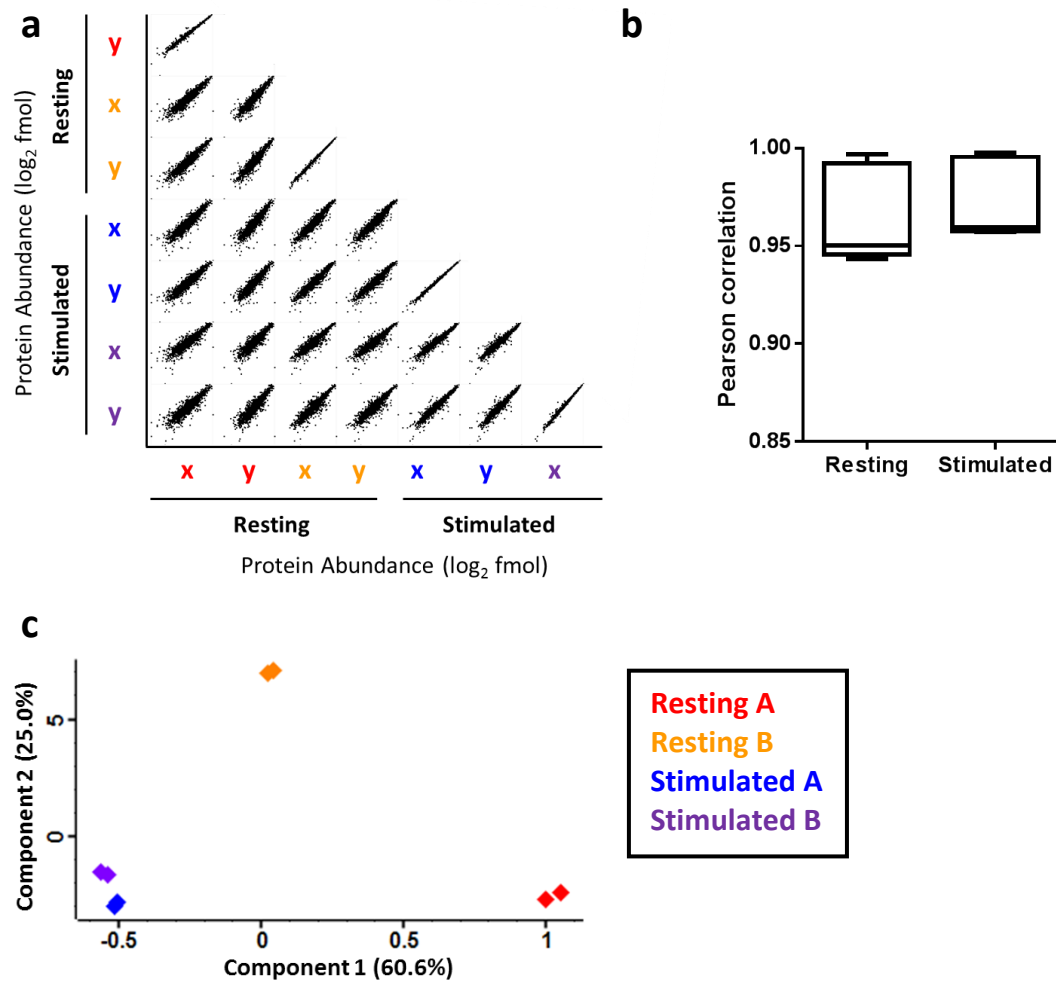 a
Protein Abundance (log2 fmol)
Resting
Stimulated
y
x
y
x
y
x
y
x y x y x y x
Resting Stimulated
Protein Abundance (log2 fmol)
b
Pearson correlation
1.00
0.95
0.90
0.85
Resting Stimulated
c
Component 2 (25.0%)
5
0
-0.5 0 0.5 1
Component 1 (60.6%)
Resting A
Resting B
Stimulated A
Stimulated B